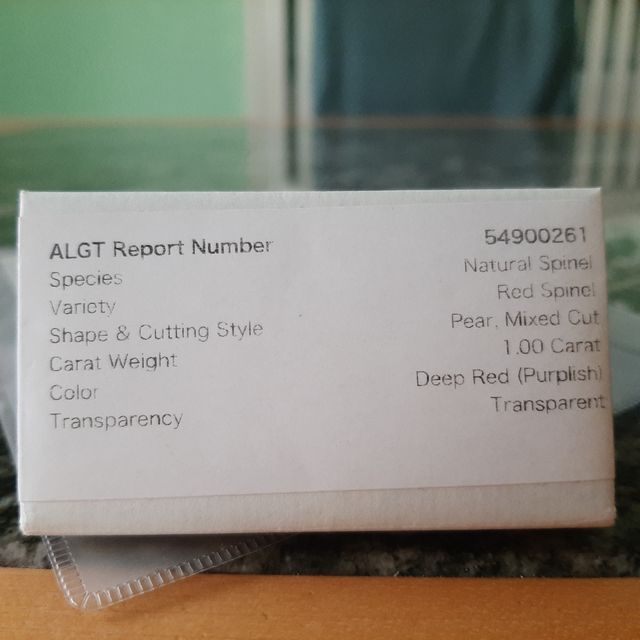 ALGT Report Number 54900261
Species Natural Spinel
Variety Red Spinel
Shape & Cutting Style Pear, Mixed Cut
Carat Weight 1.00 Carat
Color Deep Red (Purplish)
Transparency Transparent